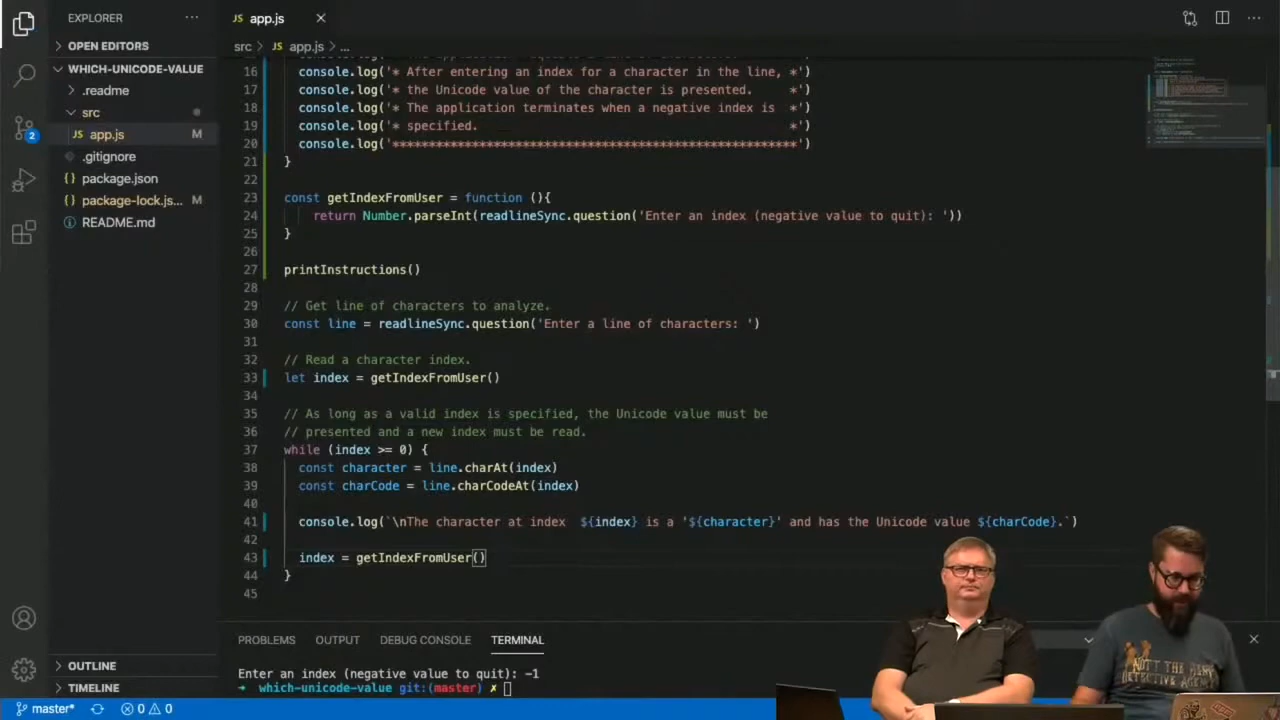 EXPLORER
OPEN EDITORS
WHICH-UNICODE-VALUE
.readme
src
JS app.js M
.gitignore
{} package.json
{} package-lock.js... M
README.md
OUTLINE
TIMELINE
2
JS app.js
src > JS app.js > ...
16 console.log('* After entering an index for a character in the line, *')
17 console.log('* the Unicode value of the character is presented. *')
18 console.log('* The application terminates when a negative index is *')
19 console.log('* specified. *')
20 console.log('********************************************************')
21 }
22
23 const getIndexFromUser = function (){
24 return Number.parseInt(readlineSync.question('Enter an index (negative value to quit): '))
25 }
26
27 printInstructions()
28
29 // Get line of characters to analyze.
30 const line = readlineSync.question('Enter a line of characters: ')
31
32 // Read a character index.
33 let index = getIndexFromUser()
34
35 // As long as a valid index is specified, the Unicode value must be
36 // presented and a new index must be read.
37 while (index >= 0) {
38 const character = line.charAt(index)
39 const charCode = line.charCodeAt(index)
40
41 console.log(`\nThe character at index  ${index} is a '${character}' and has the Unicode value ${charCode}.`)
42
43 index = getIndexFromUser()
44 }
45
PROBLEMS OUTPUT DEBUG CONSOLE TERMINAL
Enter an index (negative value to quit): -1
➜ which-unicode-value git:(master) ✗
master* 0 0
DETECTIVE